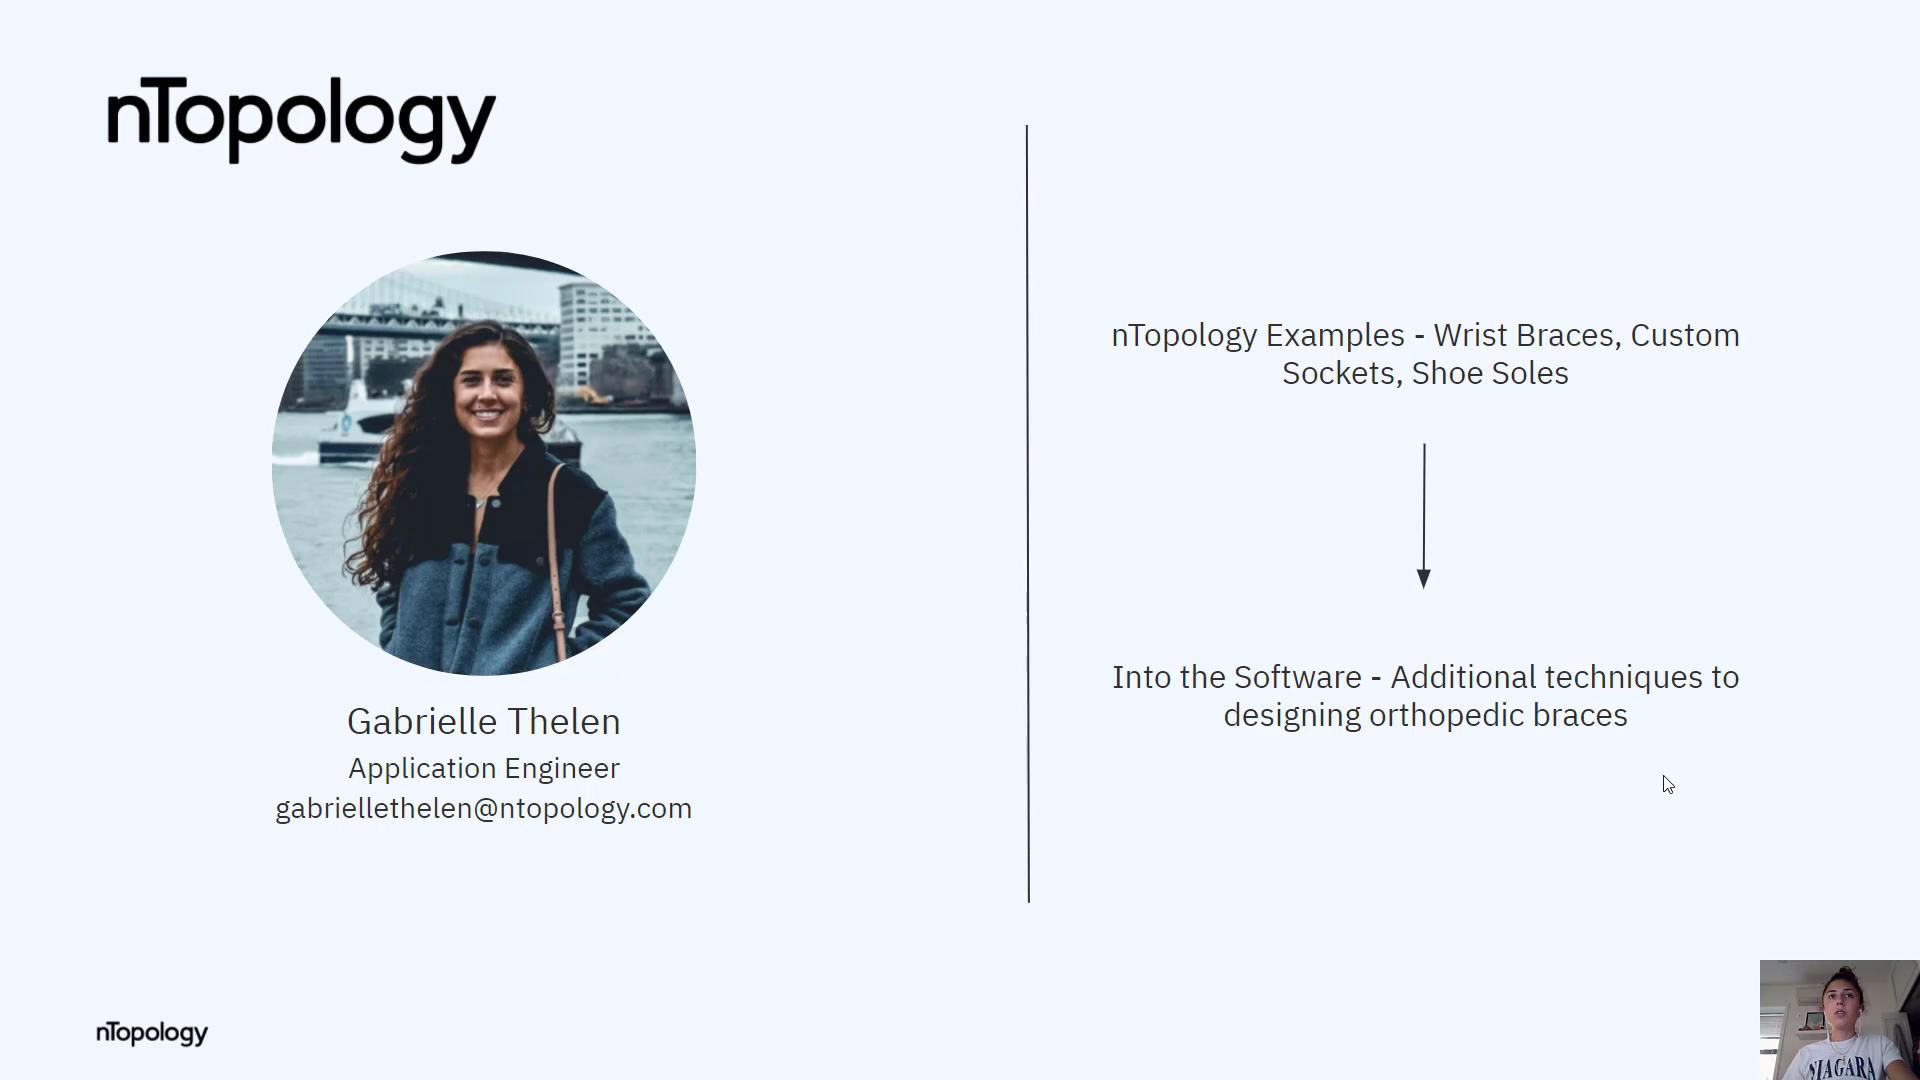 nTopology
Gabrielle Thelen
Application Engineer
gabriellethelen@ntopology.com
nTopology Examples - Wrist Braces, Custom
Sockets, Shoe Soles
Into the Software - Additional techniques to
designing orthopedic braces
nTopology
NIAGARA